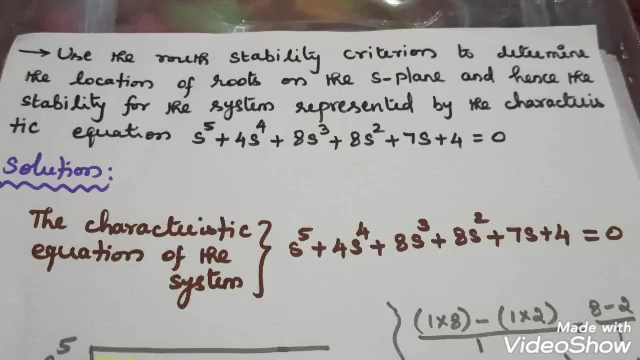 → Use the routh stability criterion to determine
the location of roots on the s-plane and hence the
stability for the system represented by the characteris
tic equation s⁵ + 4s⁴ + 8s³ + 8s² + 7s + 4 = 0
Solution:
The characteristic
equation of the
system } s⁵ + 4s⁴ + 8s³ + 8s² + 7s + 4 = 0
(1×8) - (1×2) / 1 8-2 / 1
s⁵
Made with
VideoShow